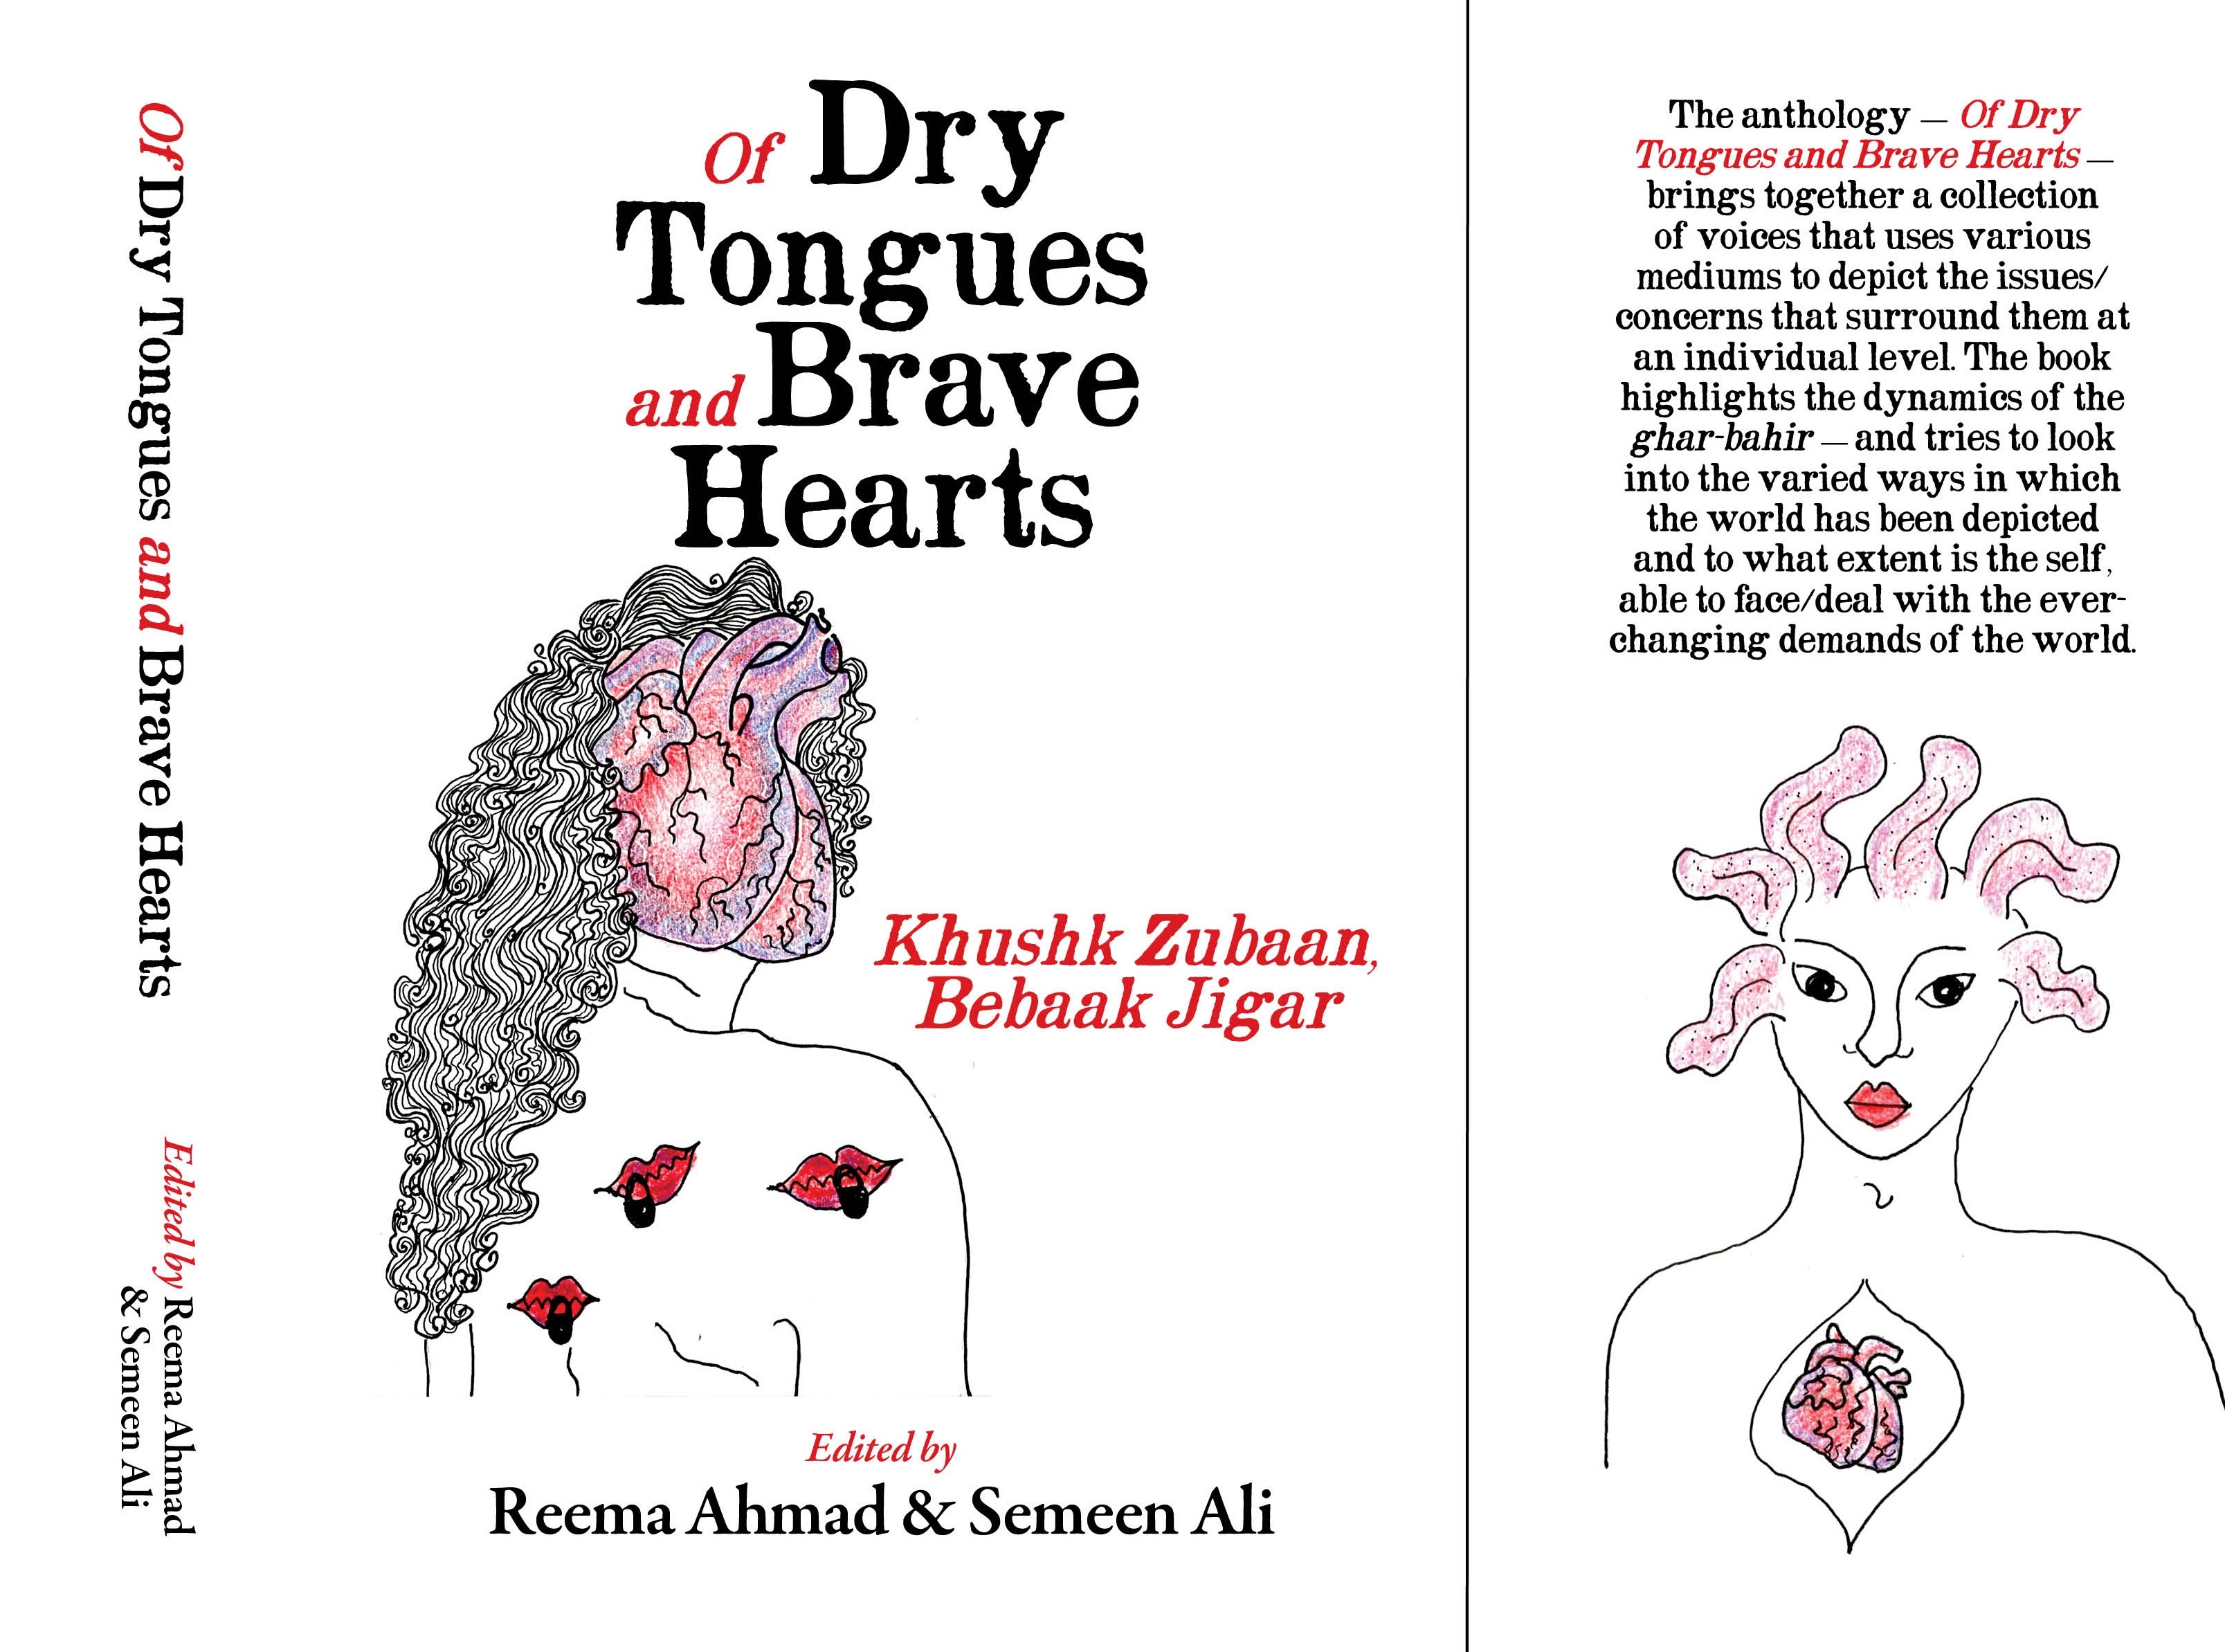 Of Dry Tongues and Brave Hearts
Edited by Reema Ahmad
& Semeen Ali
Of Dry
Tongues
and Brave
Hearts
Khushk Zubaan,
Bebaak Jigar
Edited by
Reema Ahmad & Semeen Ali
The anthology — Of Dry
Tongues and Brave Hearts —
brings together a collection
of voices that uses various
mediums to depict the issues/
concerns that surround them at
an individual level. The book
highlights the dynamics of the
ghar-bahir — and tries to look
into the varied ways in which
the world has been depicted
and to what extent is the self,
able to face/deal with the ever-
changing demands of the world.